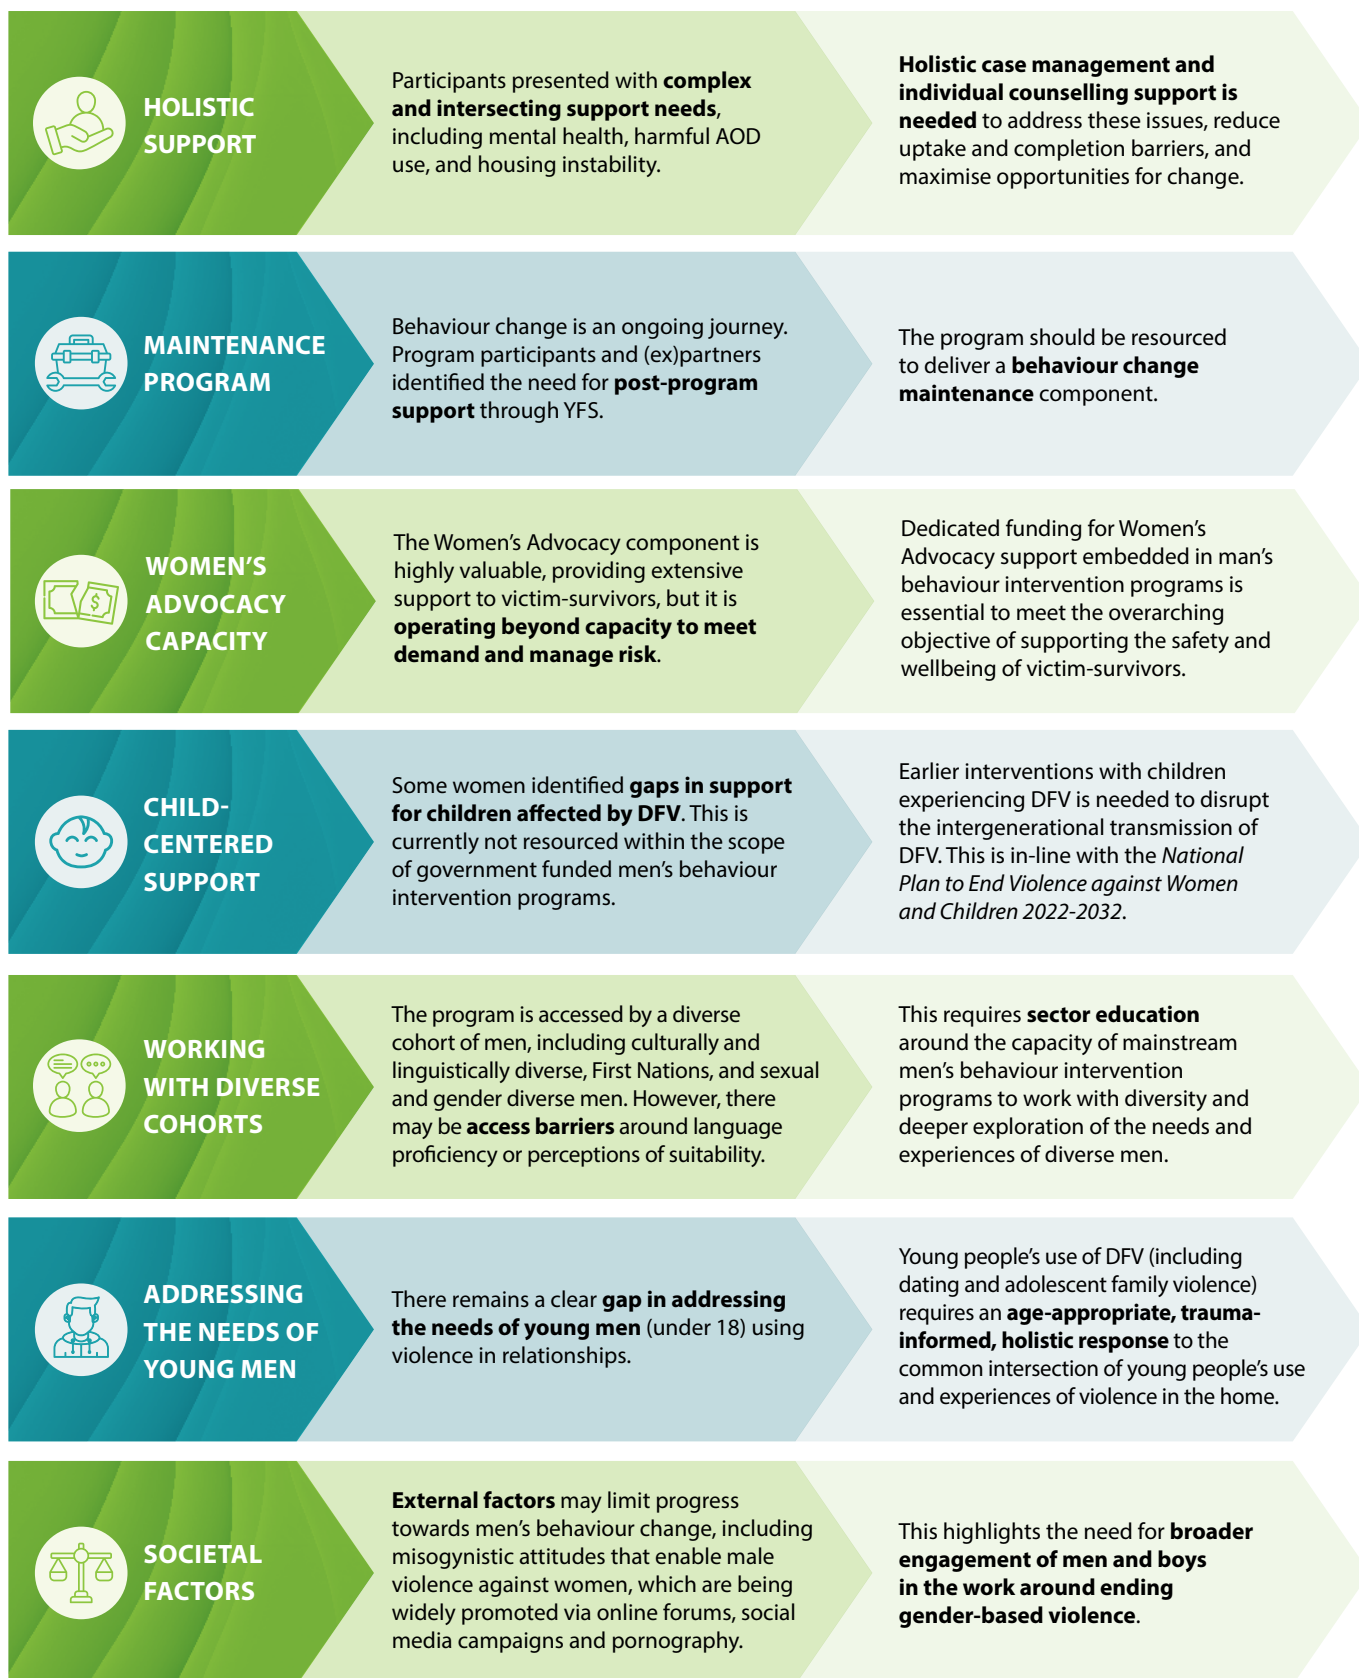 HOLISTIC
SUPPORT
Participants presented with complex
and intersecting support needs,
including mental health, harmful AOD
use, and housing instability.
Holistic case management and
individual counselling support is
needed to address these issues, reduce
uptake and completion barriers, and
maximise opportunities for change.
MAINTENANCE
PROGRAM
Behaviour change is an ongoing journey.
Program participants and (ex)partners
identified the need for post-program
support through YFS.
The program should be resourced
to deliver a behaviour change
maintenance component.
WOMEN’S
ADVOCACY
CAPACITY
The Women’s Advocacy component is
highly valuable, providing extensive
support to victim-survivors, but it is
operating beyond capacity to meet
demand and manage risk.
Dedicated funding for Women’s
Advocacy support embedded in man’s
behaviour intervention programs is
essential to meet the overarching
objective of supporting the safety and
wellbeing of victim-survivors.
CHILD-
CENTERED
SUPPORT
Some women identified gaps in support
for children affected by DFV. This is
currently not resourced within the scope
of government funded men’s behaviour
intervention programs.
Earlier interventions with children
experiencing DFV is needed to disrupt
the intergenerational transmission of
DFV. This is in-line with the National
Plan to End Violence against Women
and Children 2022-2032.
WORKING
WITH DIVERSE
COHORTS
The program is accessed by a diverse
cohort of men, including culturally and
linguistically diverse, First Nations, and sexual
and gender diverse men. However, there
may be access barriers around language
proficiency or perceptions of suitability.
This requires sector education
around the capacity of mainstream
men’s behaviour intervention
programs to work with diversity and
deeper exploration of the needs and
experiences of diverse men.
ADDRESSING
THE NEEDS OF
YOUNG MEN
There remains a clear gap in addressing
the needs of young men (under 18) using
violence in relationships.
Young people’s use of DFV (including
dating and adolescent family violence)
requires an age-appropriate, trauma-
informed, holistic response to the
common intersection of young people’s use
and experiences of violence in the home.
SOCIETAL
FACTORS
External factors may limit progress
towards men’s behaviour change, including
misogynistic attitudes that enable male
violence against women, which are being
widely promoted via online forums, social
media campaigns and pornography.
This highlights the need for broader
engagement of men and boys
in the work around ending
gender-based violence.